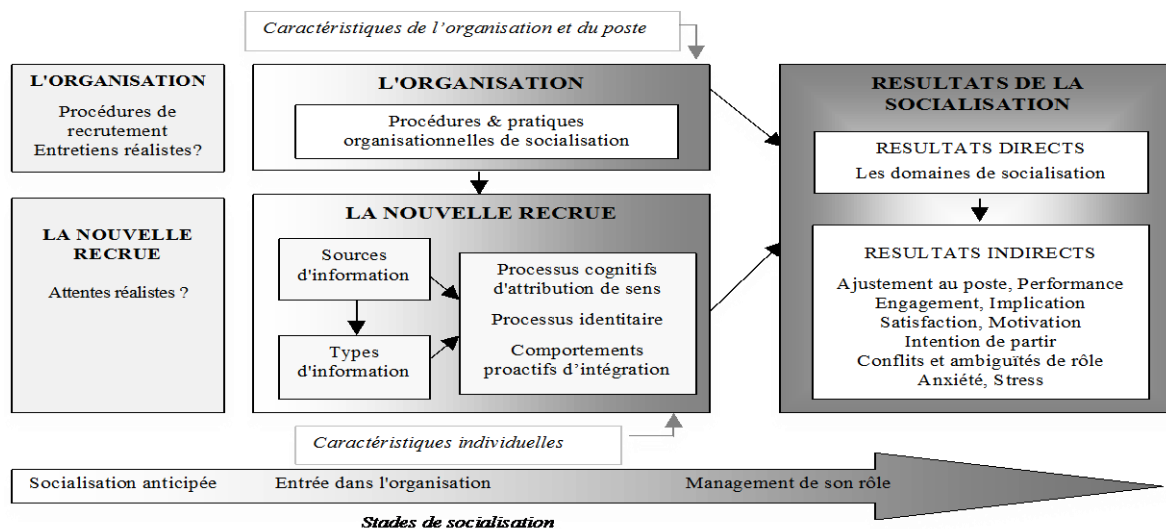 Caractéristiques de l'organisation et du poste
L'ORGANISATION
Procédures de
recrutement
Entretiens réalistes?
LA NOUVELLE
RECRUE
Attentes réalistes ?
L'ORGANISATION
Procédures & pratiques
organisationnelles de socialisation
LA NOUVELLE RECRUE
Sources
d'information
Types
d'information
Processus cognitifs
d'attribution de sens
Processus identitaire
Comportements
proactifs d’intégration
Caractéristiques individuelles
RESULTATS DE LA
SOCIALISATION
RESULTATS DIRECTS
Les domaines de socialisation
RESULTATS INDIRECTS
Ajustement au poste, Performance
Engagement, Implication
Satisfaction, Motivation
Intention de partir
Conflits et ambiguïtés de rôle
Anxiété, Stress
Socialisation anticipée
Entrée dans l'organisation
Management de son rôle
Stades de socialisation